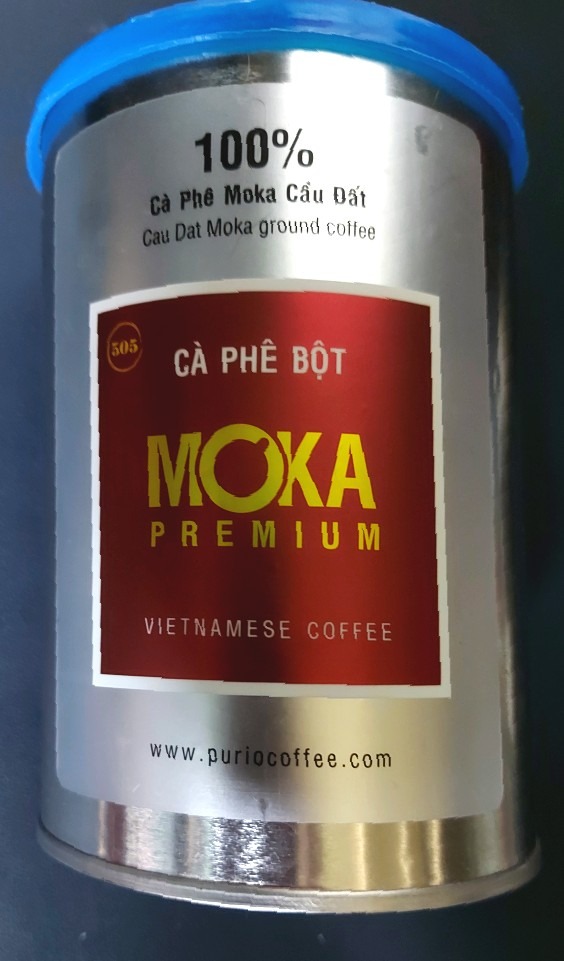 100%
Cà Phê Moka Cầu Đất
Cau Dat Moka ground coffee
505
CÀ PHÊ BỘT
MOKA
PREMIUM
VIETNAMESE COFFEE
www.puriocoffee.com